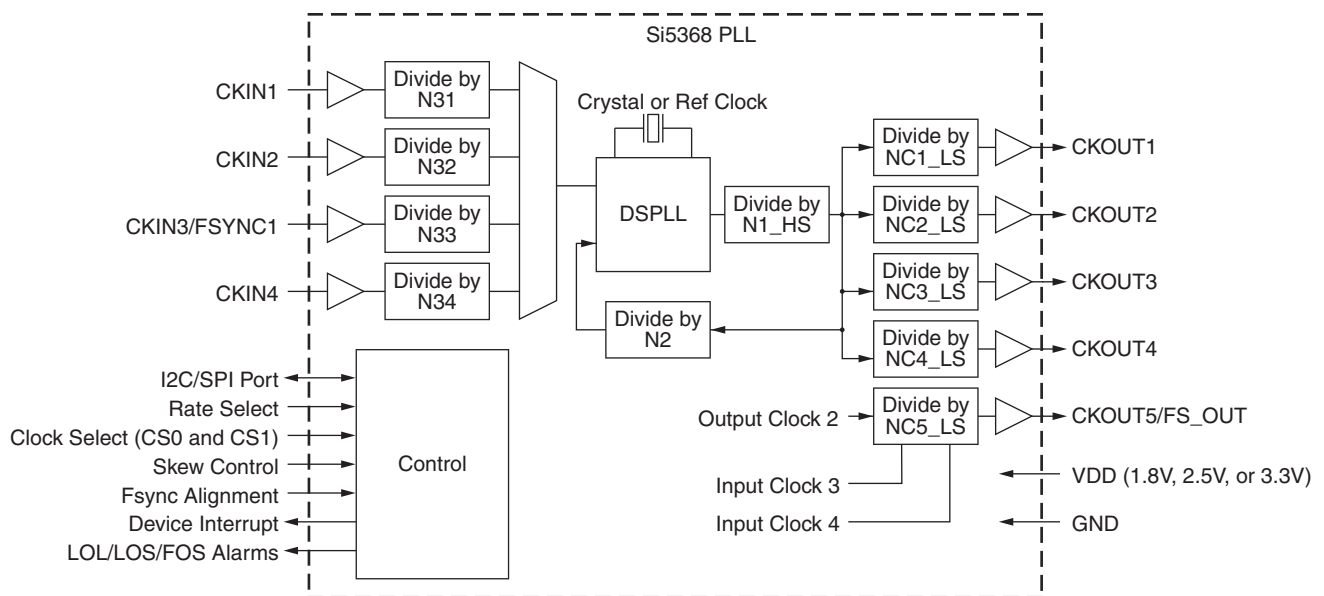 Si5368 PLL
CKIN1
Divide by
N31
CKIN2
Divide by
N32
CKIN3/FSYNC1
Divide by
N33
CKIN4
Divide by
N34
Crystal or Ref Clock
DSPLL
Divide by
N1_HS
Divide by
N2
Divide by
NC1_LS
CKOUT1
Divide by
NC2_LS
CKOUT2
Divide by
NC3_LS
CKOUT3
Divide by
NC4_LS
CKOUT4
Output Clock 2
Divide by
NC5_LS
CKOUT5/FS_OUT
Input Clock 3
Input Clock 4
VDD (1.8V, 2.5V, or 3.3V)
GND
I2C/SPI Port
Rate Select
Clock Select (CS0 and CS1)
Skew Control
Fsync Alignment
Device Interrupt
LOL/LOS/FOS Alarms
Control